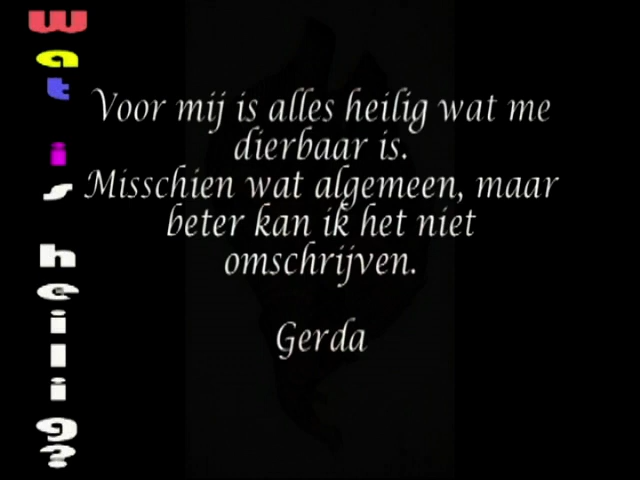 Wat is heilig?
Voor mij is alles heilig wat me
dierbaar is.
Misschien wat algemeen, maar
beter kan ik het niet
omschrijven.
Gerda